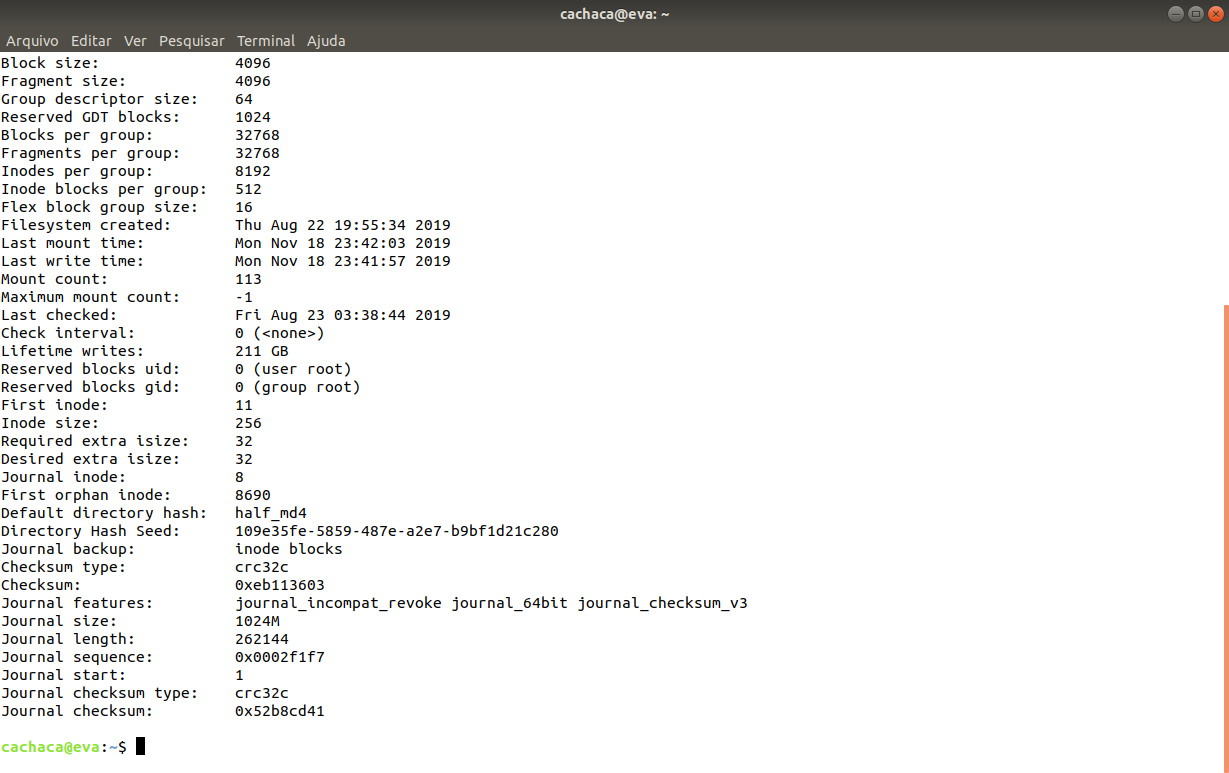 cachaca@eva: ~
Arquivo Editar Ver Pesquisar Terminal Ajuda
Block size: 4096
Fragment size: 4096
Group descriptor size: 64
Reserved GDT blocks: 1024
Blocks per group: 32768
Fragments per group: 32768
Inodes per group: 8192
Inode blocks per group: 512
Flex block group size: 16
Filesystem created: Thu Aug 22 19:55:34 2019
Last mount time: Mon Nov 18 23:42:03 2019
Last write time: Mon Nov 18 23:41:57 2019
Mount count: 113
Maximum mount count: -1
Last checked: Fri Aug 23 03:38:44 2019
Check interval: 0 (<none>)
Lifetime writes: 211 GB
Reserved blocks uid: 0 (user root)
Reserved blocks gid: 0 (group root)
First inode: 11
Inode size: 256
Required extra isize: 32
Desired extra isize: 32
Journal inode: 8
First orphan inode: 8690
Default directory hash: half_md4
Directory Hash Seed: 109e35fe-5859-487e-a2e7-b9bf1d21c280
Journal backup: inode blocks
Checksum type: crc32c
Checksum: 0xeb113603
Journal features: journal_incompat_revoke journal_64bit journal_checksum_v3
Journal size: 1024M
Journal length: 262144
Journal sequence: 0x0002f1f7
Journal start: 1
Journal checksum type: crc32c
Journal checksum: 0x52b8cd41
cachaca@eva:~$